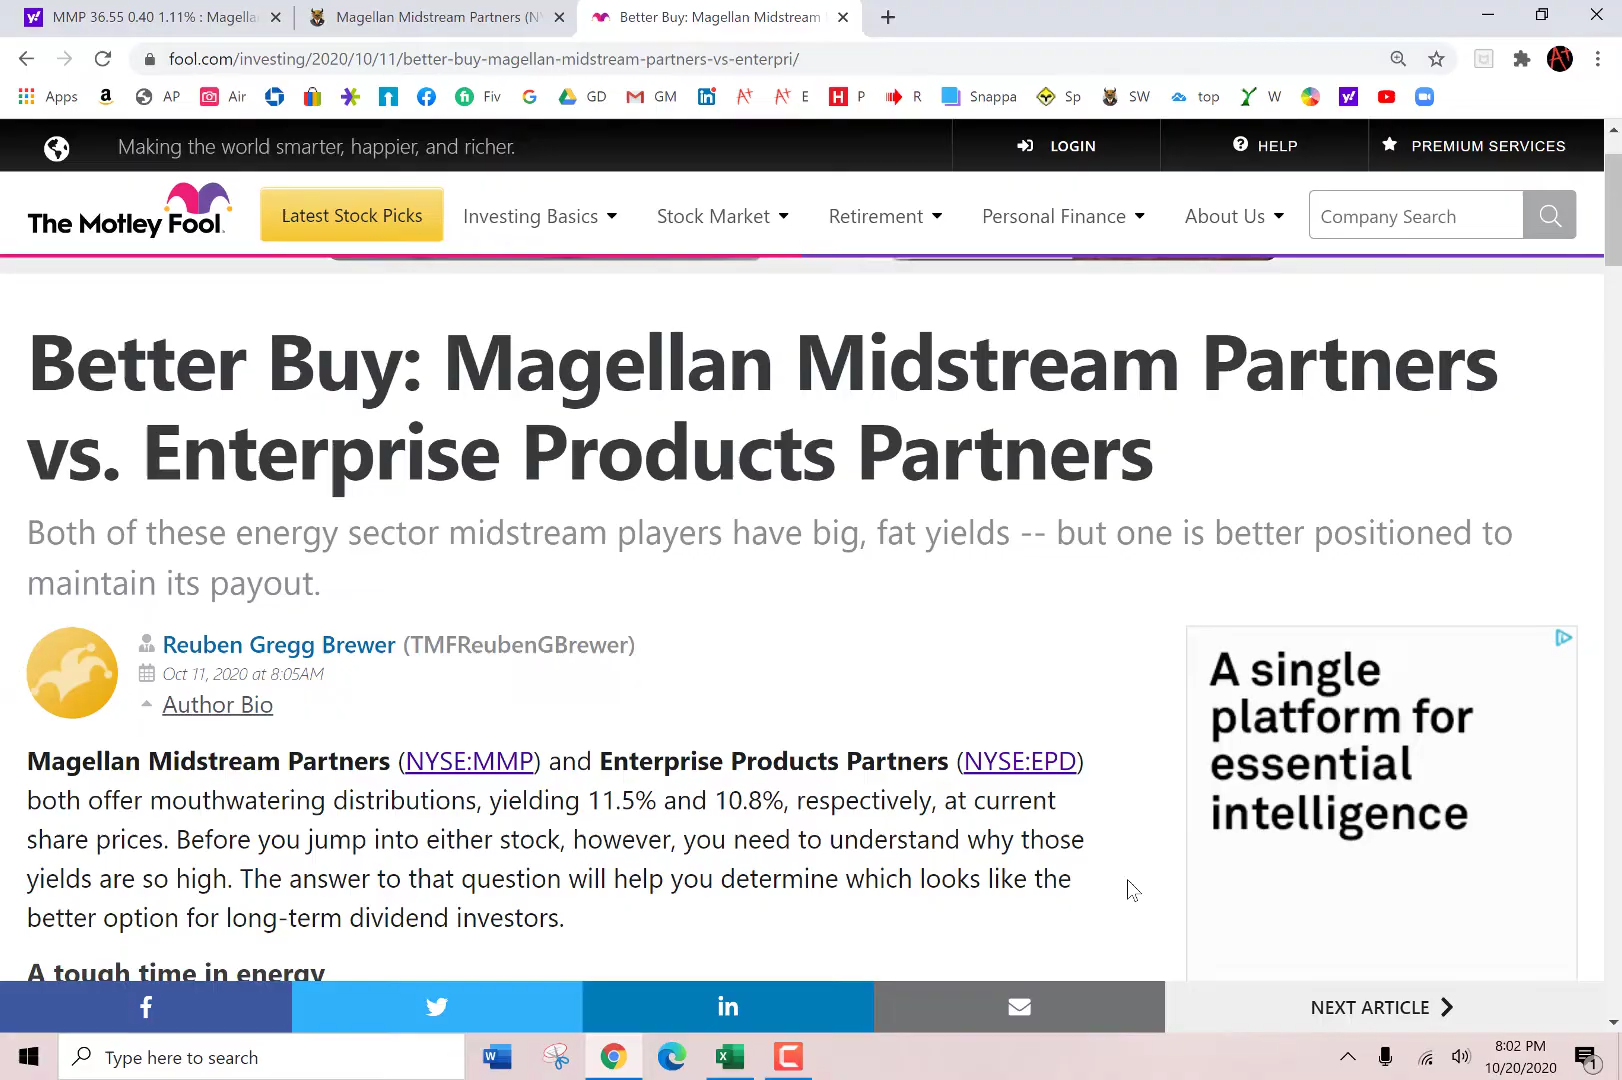 MMP 36.55 0.40 1.11% : Magella
Magellan Midstream Partners (N
Better Buy: Magellan Midstream
fool.com/investing/2020/10/11/better-buy-magellan-midstream-partners-vs-enterpri/
Apps AP Air Fiv GD GM E P R Snappa Sp SW top W
Making the world smarter, happier, and richer.
LOGIN
HELP
PREMIUM SERVICES
The Motley Fool.
Latest Stock Picks
Investing Basics
Stock Market
Retirement
Personal Finance
About Us
Company Search
Better Buy: Magellan Midstream Partners
vs. Enterprise Products Partners
Both of these energy sector midstream players have big, fat yields -- but one is better positioned to
maintain its payout.
Reuben Gregg Brewer (TMFReubenGBrewer)
Oct 11, 2020 at 8:05AM
Author Bio
Magellan Midstream Partners (NYSE:MMP) and Enterprise Products Partners (NYSE:EPD)
both offer mouthwatering distributions, yielding 11.5% and 10.8%, respectively, at current
share prices. Before you jump into either stock, however, you need to understand why those
yields are so high. The answer to that question will help you determine which looks like the
better option for long-term dividend investors.
A tough time in energy
A single
platform for
essential
intelligence
NEXT ARTICLE
Type here to search
8:02 PM
10/20/2020
1